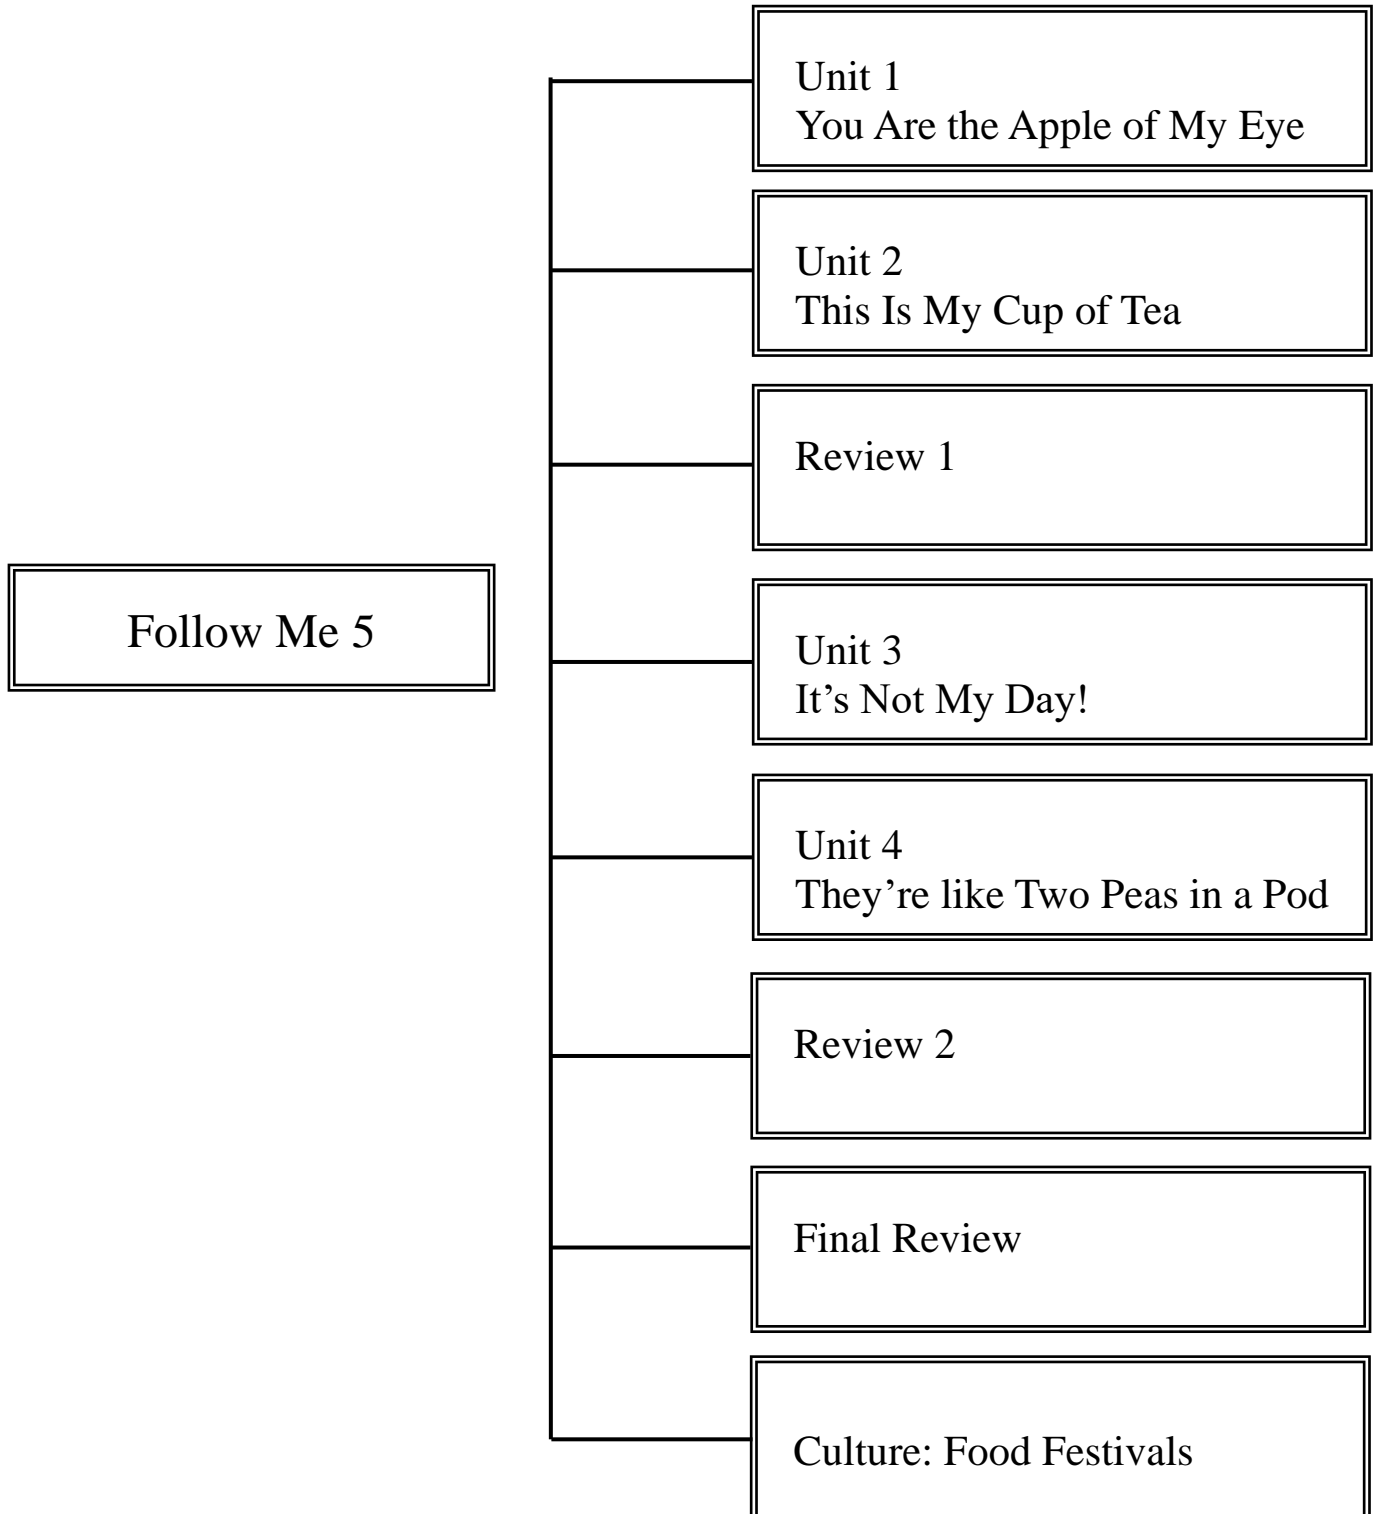 Follow Me 5
Unit 1
You Are the Apple of My Eye
Unit 2
This Is My Cup of Tea
Review 1
Unit 3
It’s Not My Day!
Unit 4
They’re like Two Peas in a Pod
Review 2
Final Review
Culture: Food Festivals